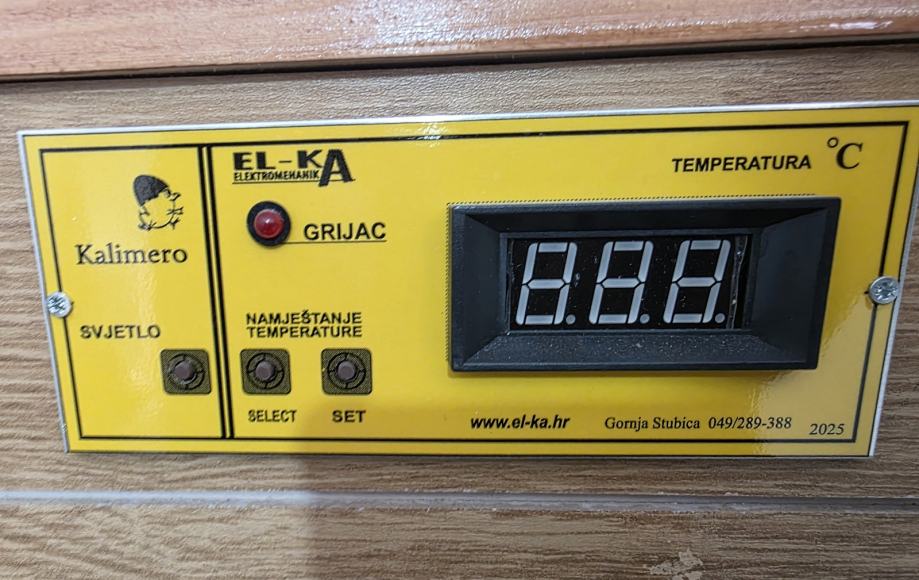 Kalimero
SVJETLO
EL-KA
ELEKTROMEHANIKA
GRIJAC
NAMJEŠTANJE
TEMPERATURE
SELECT
SET
TEMPERATURA °C
8.8.8.
www.el-ka.hr Gornja Stubica 049/289-388 2025